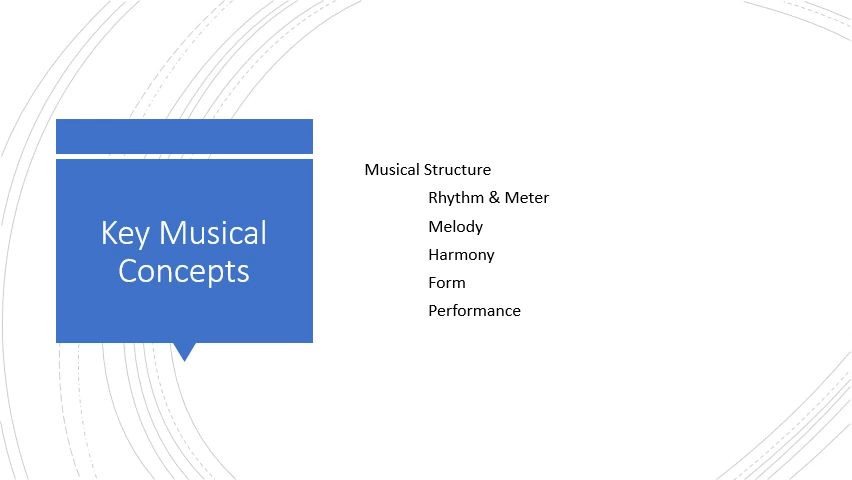 Key Musical
Concepts
Musical Structure
Rhythm & Meter
Melody
Harmony
Form
Performance